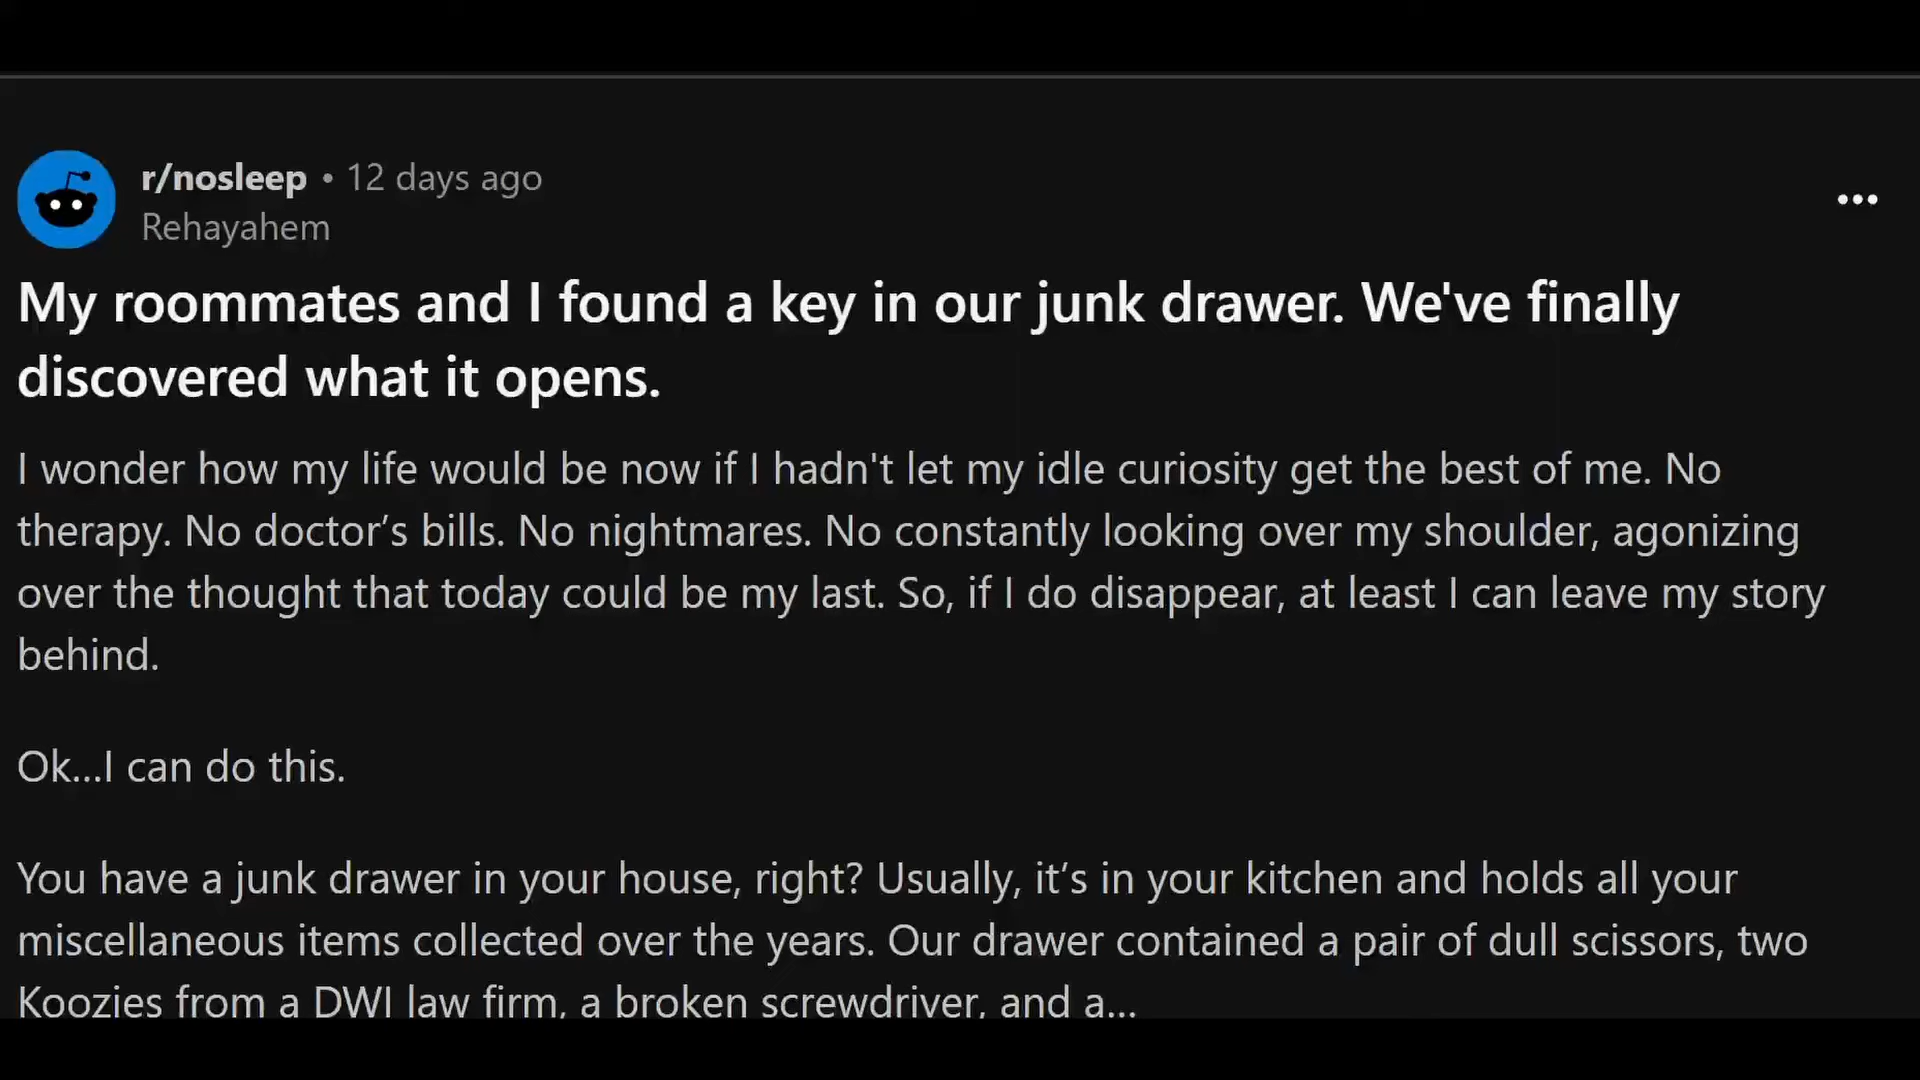 r/nosleep • 12 days ago
Rehayahem
My roommates and I found a key in our junk drawer. We've finally
discovered what it opens.
I wonder how my life would be now if I hadn't let my idle curiosity get the best of me. No
therapy. No doctor’s bills. No nightmares. No constantly looking over my shoulder, agonizing
over the thought that today could be my last. So, if I do disappear, at least I can leave my story
behind.
Ok...I can do this.
You have a junk drawer in your house, right? Usually, it’s in your kitchen and holds all your
miscellaneous items collected over the years. Our drawer contained a pair of dull scissors, two
Koozies from a DWI law firm, a broken screwdriver, and a...